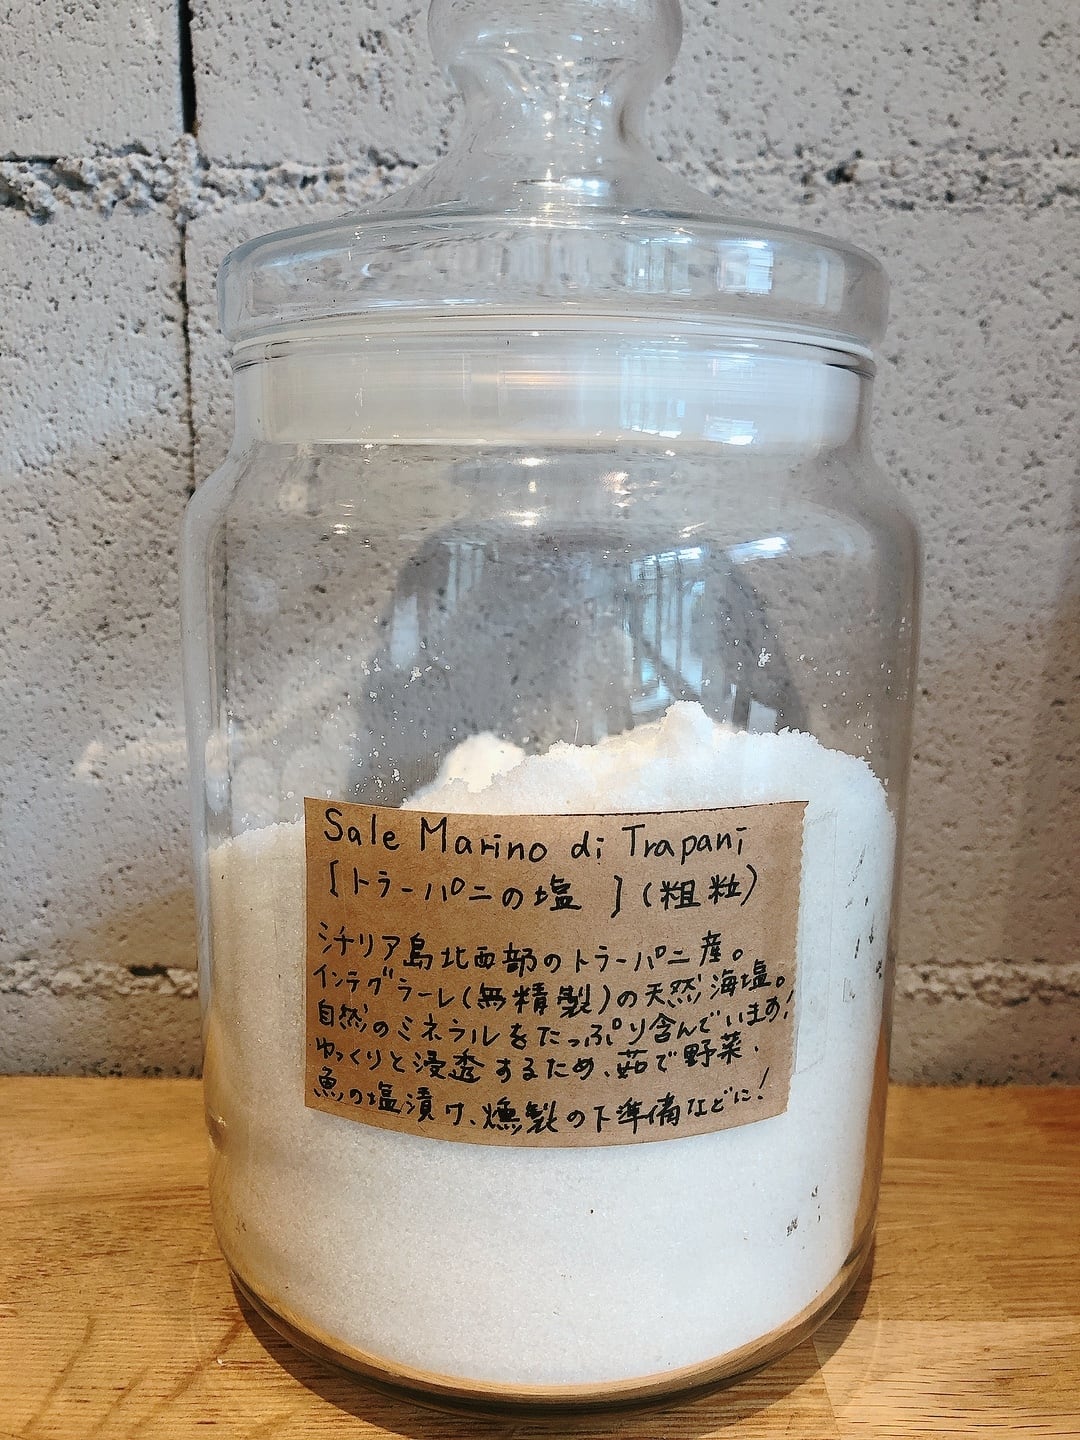 Sale Marino di Trapani
[トラーパニの塩](粗粒)
シチリア島北西部のトラーパニ産。
インテグラーレ(無精製)の天然海塩。
自然のミネラルをたっぷり含んでいます!
ゆっくりと浸透するため、茹で野菜、
魚の塩漬け、燻製の下準備などに!